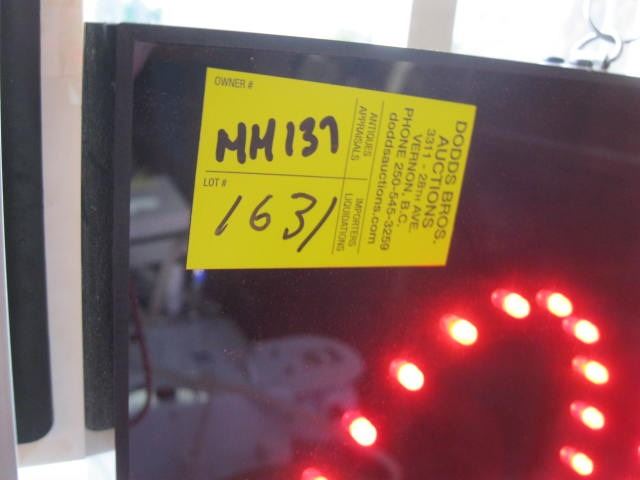 OWNER #
MM137
LOT #
1631
ANTIQUES
APPRAISALS
IMPORTERS
LIQUIDATIONS
DODDS BROS.
AUCTIONS
3311 - 28TH AVE.
VERNON, B.C.
PHONE 250-545-3259
doddsauctions.com